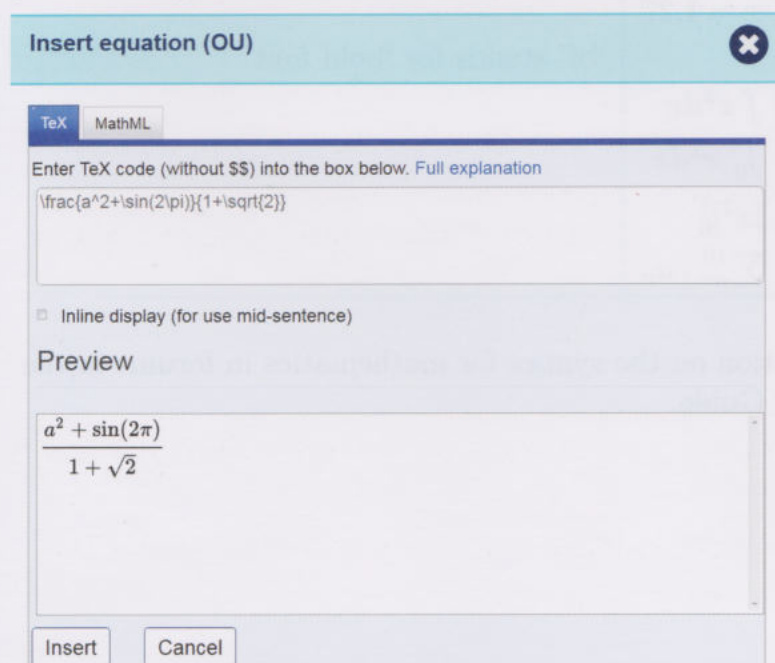 Insert equation (OU)
TeX MathML
Enter TeX code (without $$) into the box below. Full explanation
\frac{a^2+\sin(2\pi)}{1+\sqrt{2}}
Inline display (for use mid-sentence)
Preview
a² + sin(2π)
1 + √2
Insert Cancel